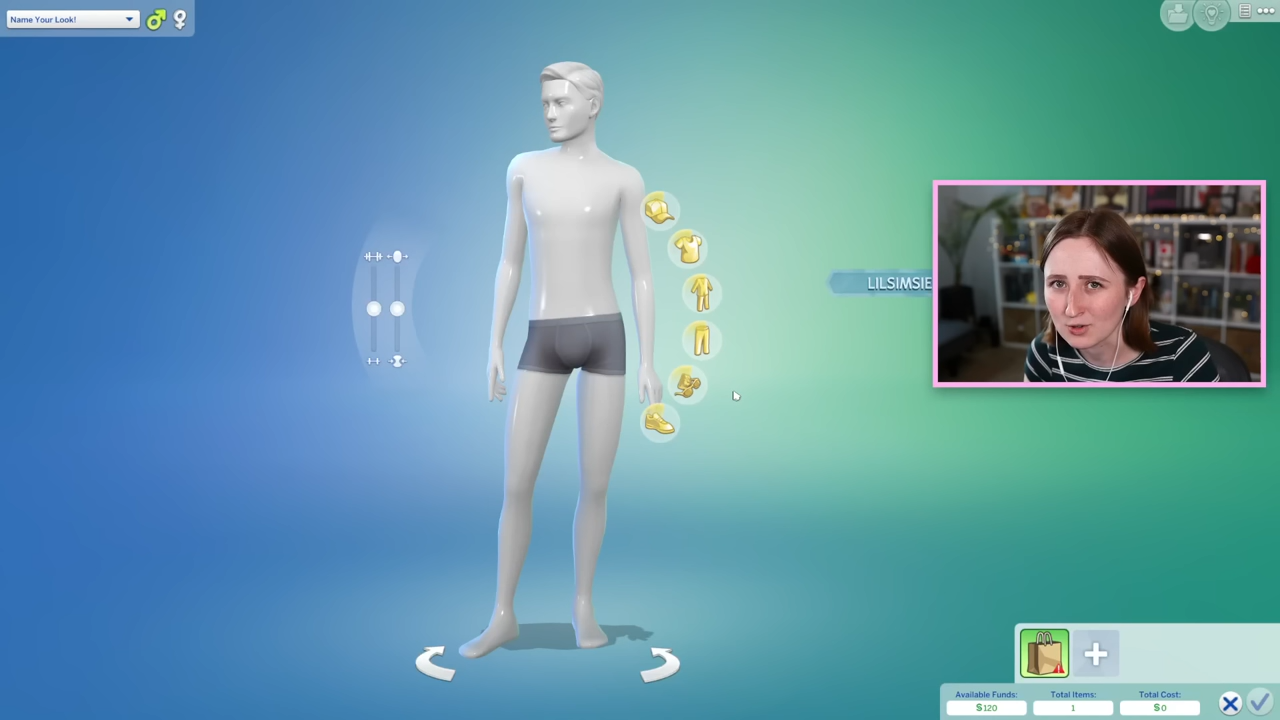 Name Your Look!
LILSIMSIE
Available Funds:
Total Items:
Total Cost:
$120
1
$0